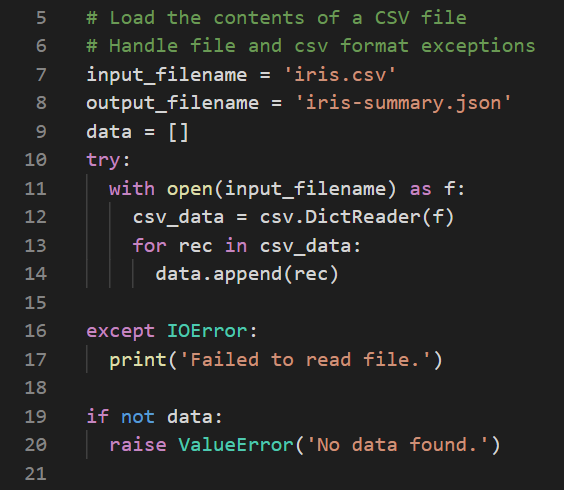 5 # Load the contents of a CSV file
6 # Handle file and csv format exceptions
7 input_filename = 'iris.csv'
8 output_filename = 'iris-summary.json'
9 data = []
10 try:
11   with open(input_filename) as f:
12     csv_data = csv.DictReader(f)
13     for rec in csv_data:
14       data.append(rec)
15
16 except IOError:
17   print('Failed to read file.')
18
19 if not data:
20   raise ValueError('No data found.')
21